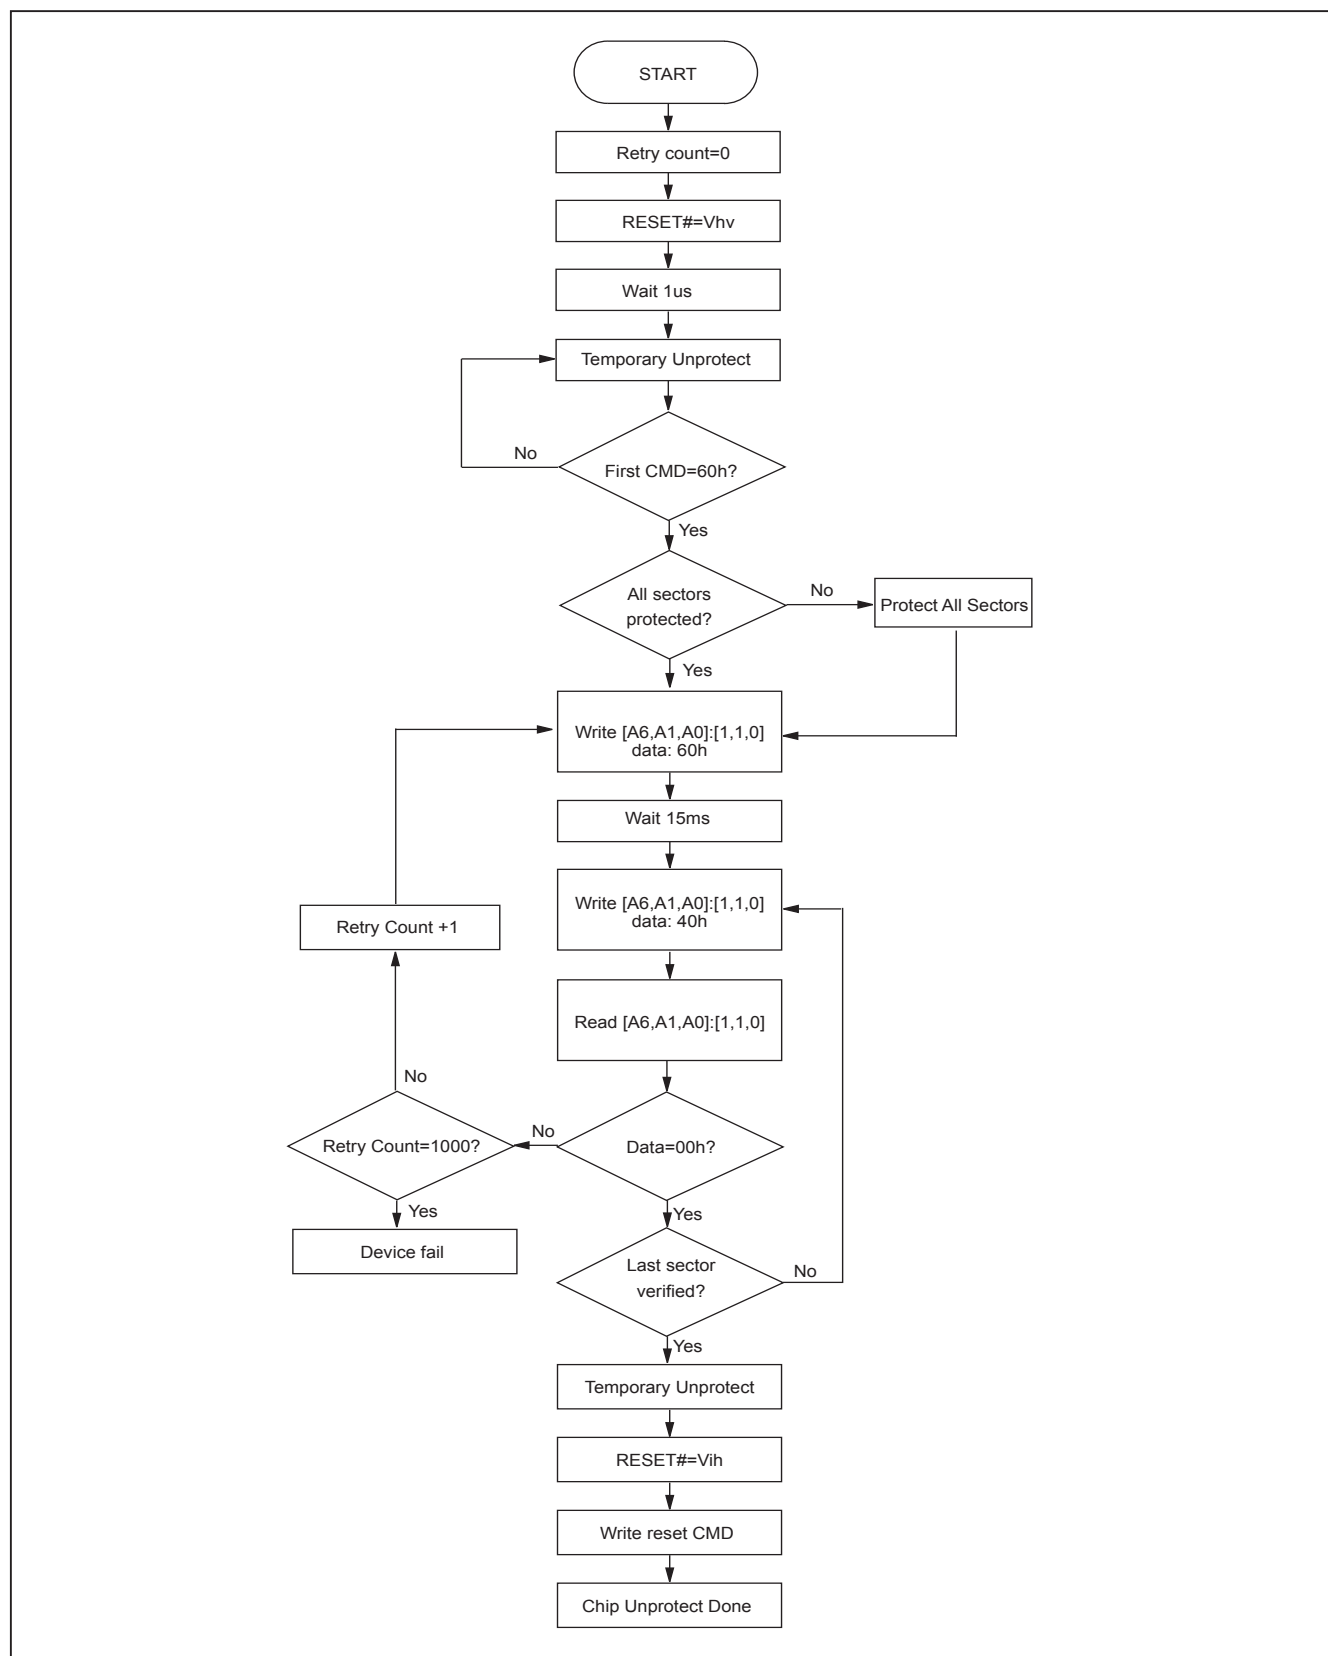 START
Retry count=0
RESET#=Vhv
Wait 1us
Temporary Unprotect
No
First CMD=60h?
Yes
All sectors
protected?
No
Protect All Sectors
Yes
Write [A6,A1,A0]:[1,1,0]
data: 60h
Wait 15ms
Write [A6,A1,A0]:[1,1,0]
data: 40h
Retry Count +1
Read [A6,A1,A0]:[1,1,0]
No
Retry Count=1000?
No
Data=00h?
Yes
Yes
Device fail
Last sector
verified?
No
Yes
Temporary Unprotect
RESET#=Vih
Write reset CMD
Chip Unprotect Done